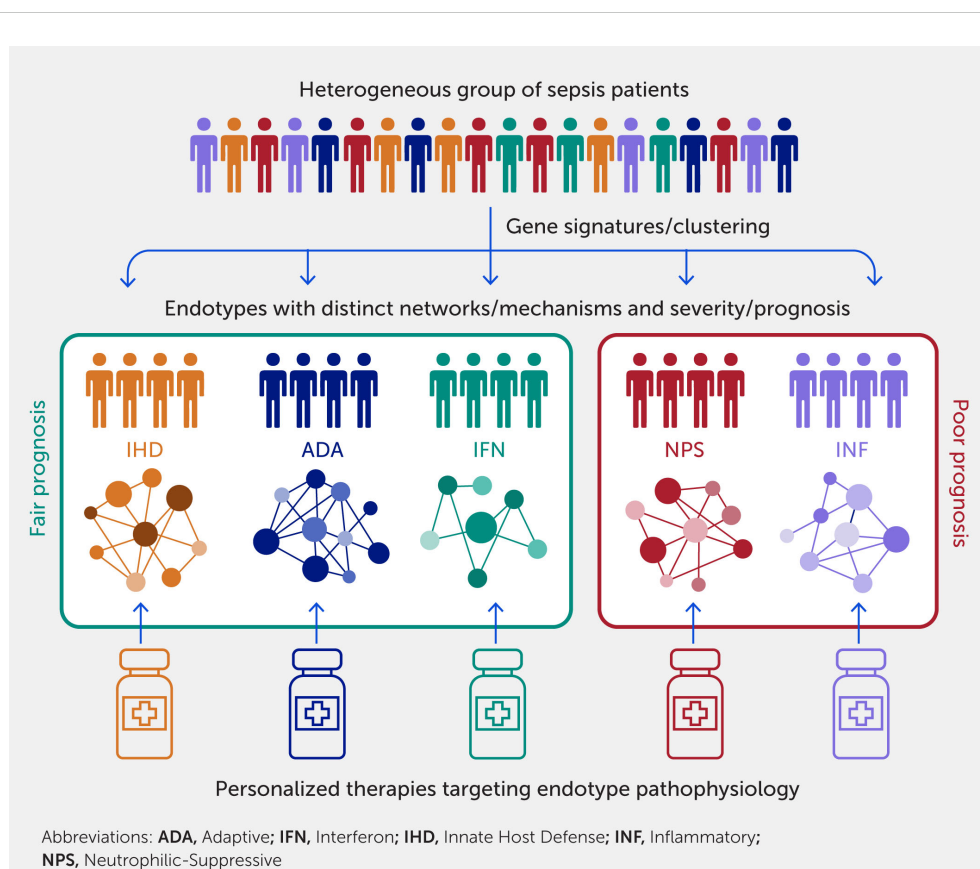 Heterogeneous group of sepsis patients
Gene signatures/clustering
Endotypes with distinct networks/mechanisms and severity/prognosis
Fair prognosis
IHD
ADA
IFN
NPS
INF
Poor prognosis
Personalized therapies targeting endotype pathophysiology
Abbreviations: ADA, Adaptive; IFN, Interferon; IHD, Innate Host Defense; INF, Inflammatory;
NPS, Neutrophilic-Suppressive